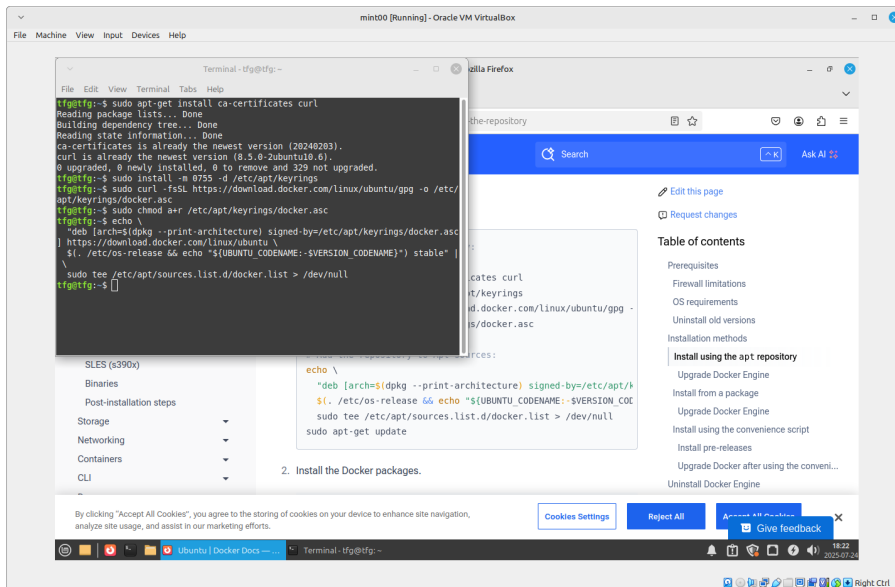 mint00 [Running] - Oracle VM VirtualBox
File Machine View Input Devices Help
Terminal - tfg@tfg: ~
zilla Firefox
File Edit View Terminal Tabs Help
tfg@tfg:~$ sudo apt-get install ca-certificates curl
Reading package lists... Done
Building dependency tree... Done
Reading state information... Done
ca-certificates is already the newest version (20240203).
curl is already the newest version (8.5.0-2ubuntu10.6).
0 upgraded, 0 newly installed, 0 to remove and 329 not upgraded.
tfg@tfg:~$ sudo install -m 0755 -d /etc/apt/keyrings
tfg@tfg:~$ sudo curl -fsSL https://download.docker.com/linux/ubuntu/gpg -o /etc/
apt/keyrings/docker.asc
tfg@tfg:~$ sudo chmod a+r /etc/apt/keyrings/docker.asc
tfg@tfg:~$ echo \
"deb [arch=$(dpkg --print-architecture) signed-by=/etc/apt/keyrings/docker.asc
] https://download.docker.com/linux/ubuntu \
$(. /etc/os-release && echo "${UBUNTU_CODENAME:-$VERSION_CODENAME}") stable" |
\
sudo tee /etc/apt/sources.list.d/docker.list > /dev/null
tfg@tfg:~$
the-repository
Search
^ K
Ask AI
Edit this page
Request changes
Table of contents
Prerequisites
Firewall limitations
OS requirements
Uninstall old versions
Installation methods
Install using the apt repository
Upgrade Docker Engine
Install from a package
Upgrade Docker Engine
Install using the convenience script
Install pre-releases
Upgrade Docker after using the conveni...
Uninstall Docker Engine
cates curl
pt/keyrings
ad.docker.com/linux/ubuntu/gpg -
gs/docker.asc
urces:
echo \
"deb [arch=$(dpkg --print-architecture) signed-by=/etc/apt/k
$(. /etc/os-release && echo "${UBUNTU_CODENAME:-$VERSION_COD
sudo tee /etc/apt/sources.list.d/docker.list > /dev/null
sudo apt-get update
2. Install the Docker packages.
SLES (s390x)
Binaries
Post-installation steps
Storage
Networking
Containers
CLI
By clicking "Accept All Cookies", you agree to the storing of cookies on your device to enhance site navigation,
analyze site usage, and assist in our marketing efforts.
Cookies Settings
Reject All
Accept All Cookies
Give feedback
Ubuntu | Docker Docs — ...
Terminal - tfg@tfg: ~
18:22
2025-07-24
Right Ctrl